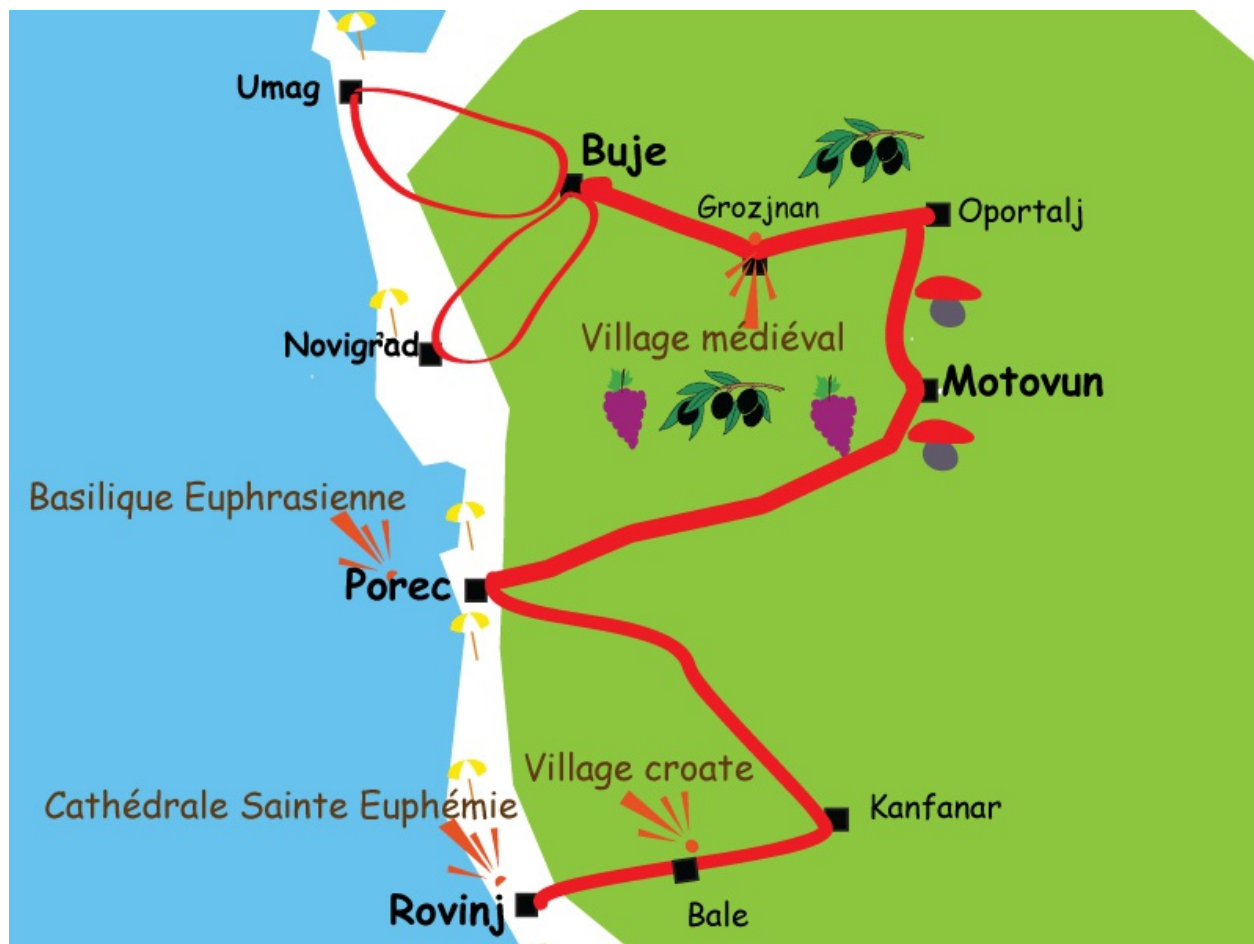 Umag
Buje
Grozjnan
Oportalj
Novigrad
Village médiéval
Motovun
Basilique Euphrasienne
Porec
Village croate
Cathédrale Sainte Euphémie
Kanfanar
Rovinj
Bale